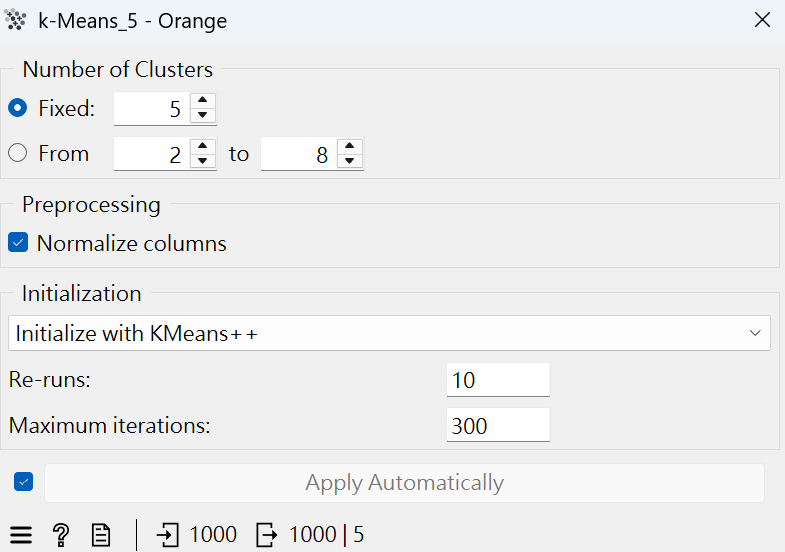 k-Means_5 - Orange
Number of Clusters
Fixed: 5
From 2 to 8
Preprocessing
Normalize columns
Initialization
Initialize with KMeans++
Re-runs: 10
Maximum iterations: 300
Apply Automatically
? 1000 1000 | 5